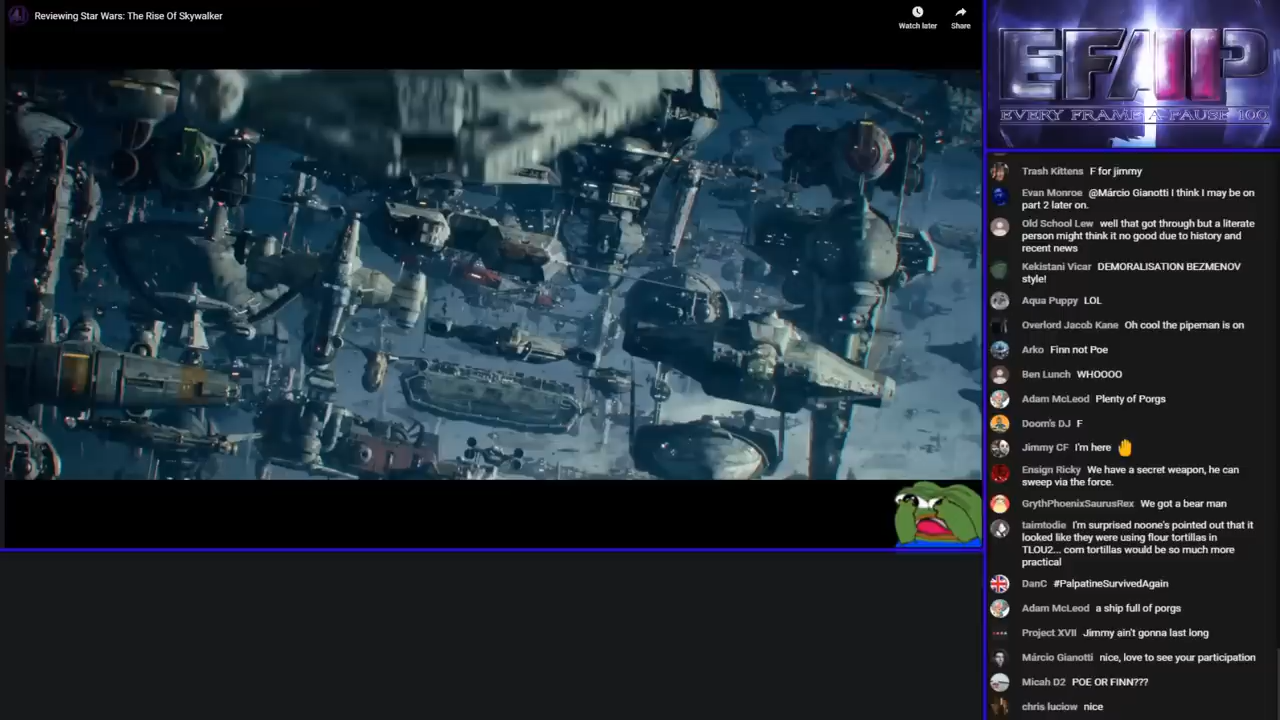 Reviewing Star Wars: The Rise Of Skywalker
Watch later
Share
EFAP
EVERY FRAME A PAUSE 100
Trash Kittens F for jimmy
Evan Monroe @Márcio Gianotti I think I may be on
part 2 later on.
Old School Lew well that got through but a literate
person might think it no good due to history and
recent news
Kekistani Vicar DEMORALISATION BEZMENOV
style!
Aqua Puppy LOL
Overlord Jacob Kane Oh cool the pipeman is on
Arko Finn not Poe
Ben Lunch WHOOOO
Adam McLeod Plenty of Porgs
Doom's DJ F
Jimmy CF I'm here 🤚
Ensign Ricky We have a secret weapon, he can
sweep via the force.
GrythPhoenixSaurusRex We got a bear man
taimtodie I'm surprised noone's pointed out that it
looked like they were using flour tortillas in
TLOU2... corn tortillas would be so much more
practical
DanC #PalpatineSurvivedAgain
Adam McLeod a ship full of porgs
Project XVII Jimmy ain't gonna last long
Márcio Gianotti nice, love to see your participation
Micah D2 POE OR FINN???
chris luciow nice